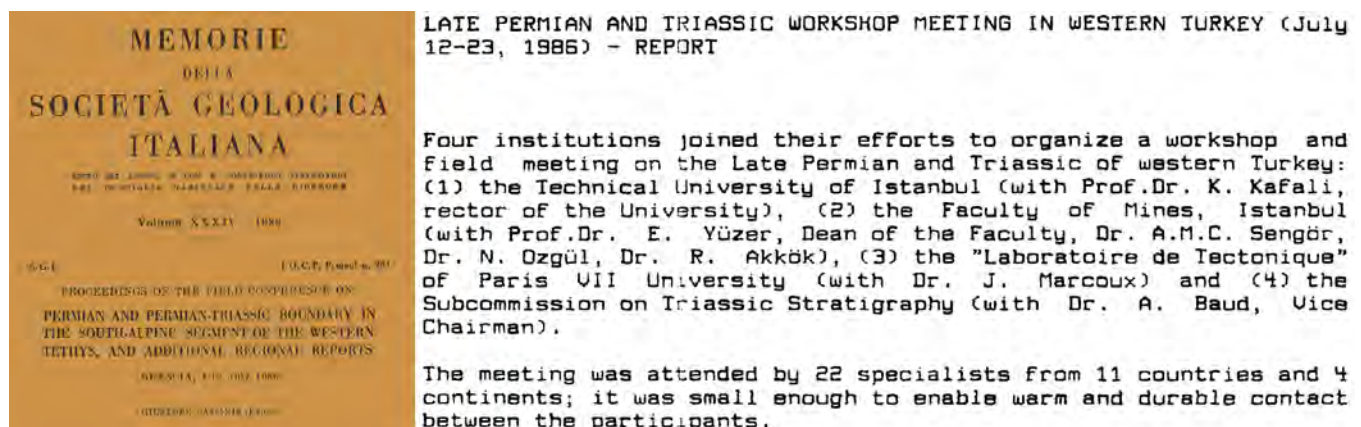 MEMORIE
DELLA
SOCIETÀ GEOLOGICA
ITALIANA
Volume XXXIV
PROCEEDINGS OF THE FIELD CONFERENCE ON:
PERMIAN AND PERMIAN-TRIASSIC BOUNDARY IN
THE SOUTH-ALPINE SEGMENT OF THE WESTERN
TETHYS, AND ADDITIONAL REGIONAL REPORTS
LATE PERMIAN AND TRIASSIC WORKSHOP MEETING IN WESTERN TURKEY (July
12-23, 1986) - REPORT
Four institutions joined their efforts to organize a workshop and
field meeting on the Late Permian and Triassic of western Turkey:
(1) the Technical University of Istanbul (with Prof.Dr. K. Kafali,
rector of the University), (2) the Faculty of Mines, Istanbul
(with Prof.Dr. E. Yüzer, Dean of the Faculty, Dr. A.M.C. Sengör,
Dr. N. Ozgül, Dr. R. Akkök), (3) the "Laboratoire de Tectonique"
of Paris VII University (with Dr. J. Marcoux) and (4) the
Subcommission on Triassic Stratigraphy (with Dr. A. Baud, Vice
Chairman).
The meeting was attended by 22 specialists from 11 countries and 4
continents; it was small enough to enable warm and durable contact
between the participants.